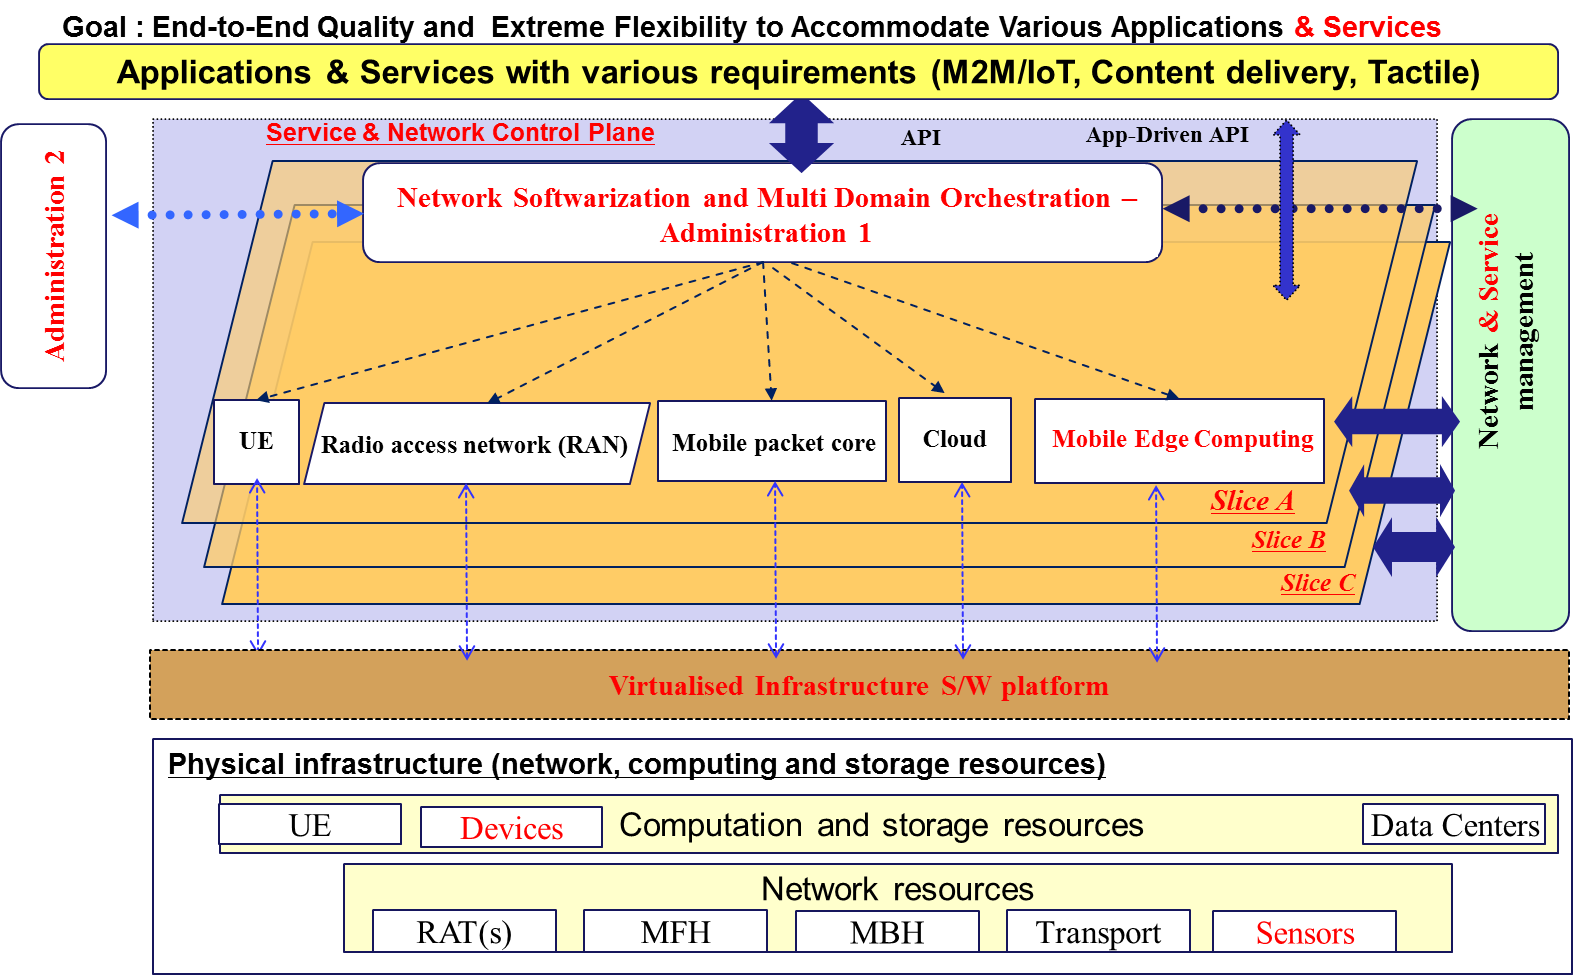 Goal : End-to-End Quality and Extreme Flexibility to Accommodate Various Applications & Services
Applications & Services with various requirements (M2M/IoT, Content delivery, Tactile)
Service & Network Control Plane
API
App-Driven API
Administration 2
Network Softwarization and Multi Domain Orchestration –
Administration 1
Network & Service
management
UE
Radio access network (RAN)
Mobile packet core
Cloud
Mobile Edge Computing
Slice A
Slice B
Slice C
Virtualised Infrastructure S/W platform
Physical infrastructure (network, computing and storage resources)
UE
Devices
Computation and storage resources
Data Centers
Network resources
RAT(s)
MFH
MBH
Transport
Sensors